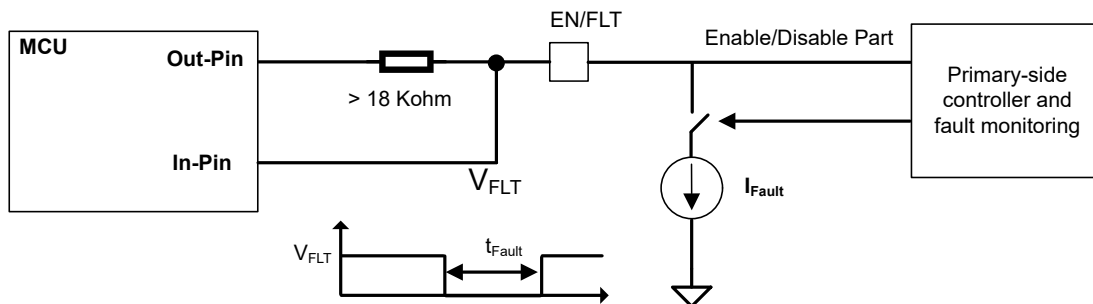 EN/FLT
MCU
Out-Pin
Enable/Disable Part
> 18 Kohm
Primary-side
controller and
fault monitoring
In-Pin
VFLT
IFault
VFLT
tFault